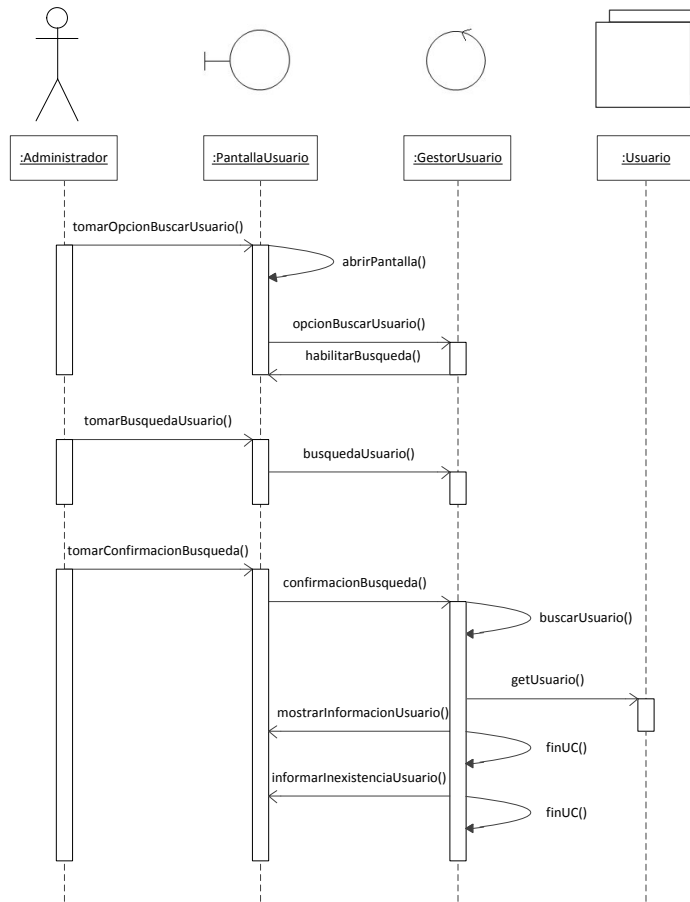 :Administrador
:PantallaUsuario
:GestorUsuario
:Usuario
tomarOpcionBuscarUsuario()
abrirPantalla()
opcionBuscarUsuario()
habilitarBusqueda()
tomarBusquedaUsuario()
busquedaUsuario()
tomarConfirmacionBusqueda()
confirmacionBusqueda()
buscarUsuario()
getUsuario()
mostrarInformacionUsuario()
finUC()
informarInexistenciaUsuario()
finUC()